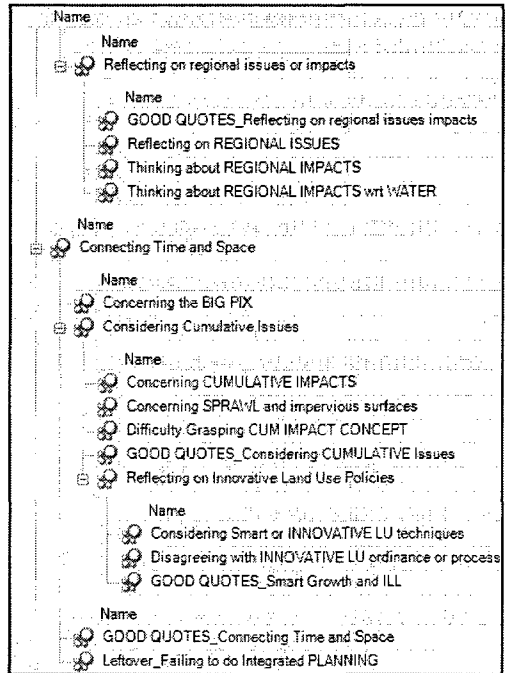 Name
Name
Reflecting on regional issues or impacts
Name
GOOD QUOTES_Reflecting on regional issues impacts
Reflecting on REGIONAL ISSUES
Thinking about REGIONAL IMPACTS
Thinking about REGIONAL IMPACTS wrt WATER
Name
Connecting Time and Space
Name
Concerning the BIG PIX
Considering Cumulative Issues
Name
Concerning CUMULATIVE IMPACTS
Concerning SPRAWL and impervious surfaces
Difficulty Grasping CUM IMPACT CONCEPT
GOOD QUOTES_Considering CUMULATIVE Issues
Reflecting on Innovative Land Use Policies
Name
Considering Smart or INNOVATIVE LU techniques
Disagreeing with INNOVATIVE LU ordinance or process
GOOD QUOTES_Smart Growth and ILL
Name
GOOD QUOTES_Connecting Time and Space
Leftover_Failing to do Integrated PLANNING